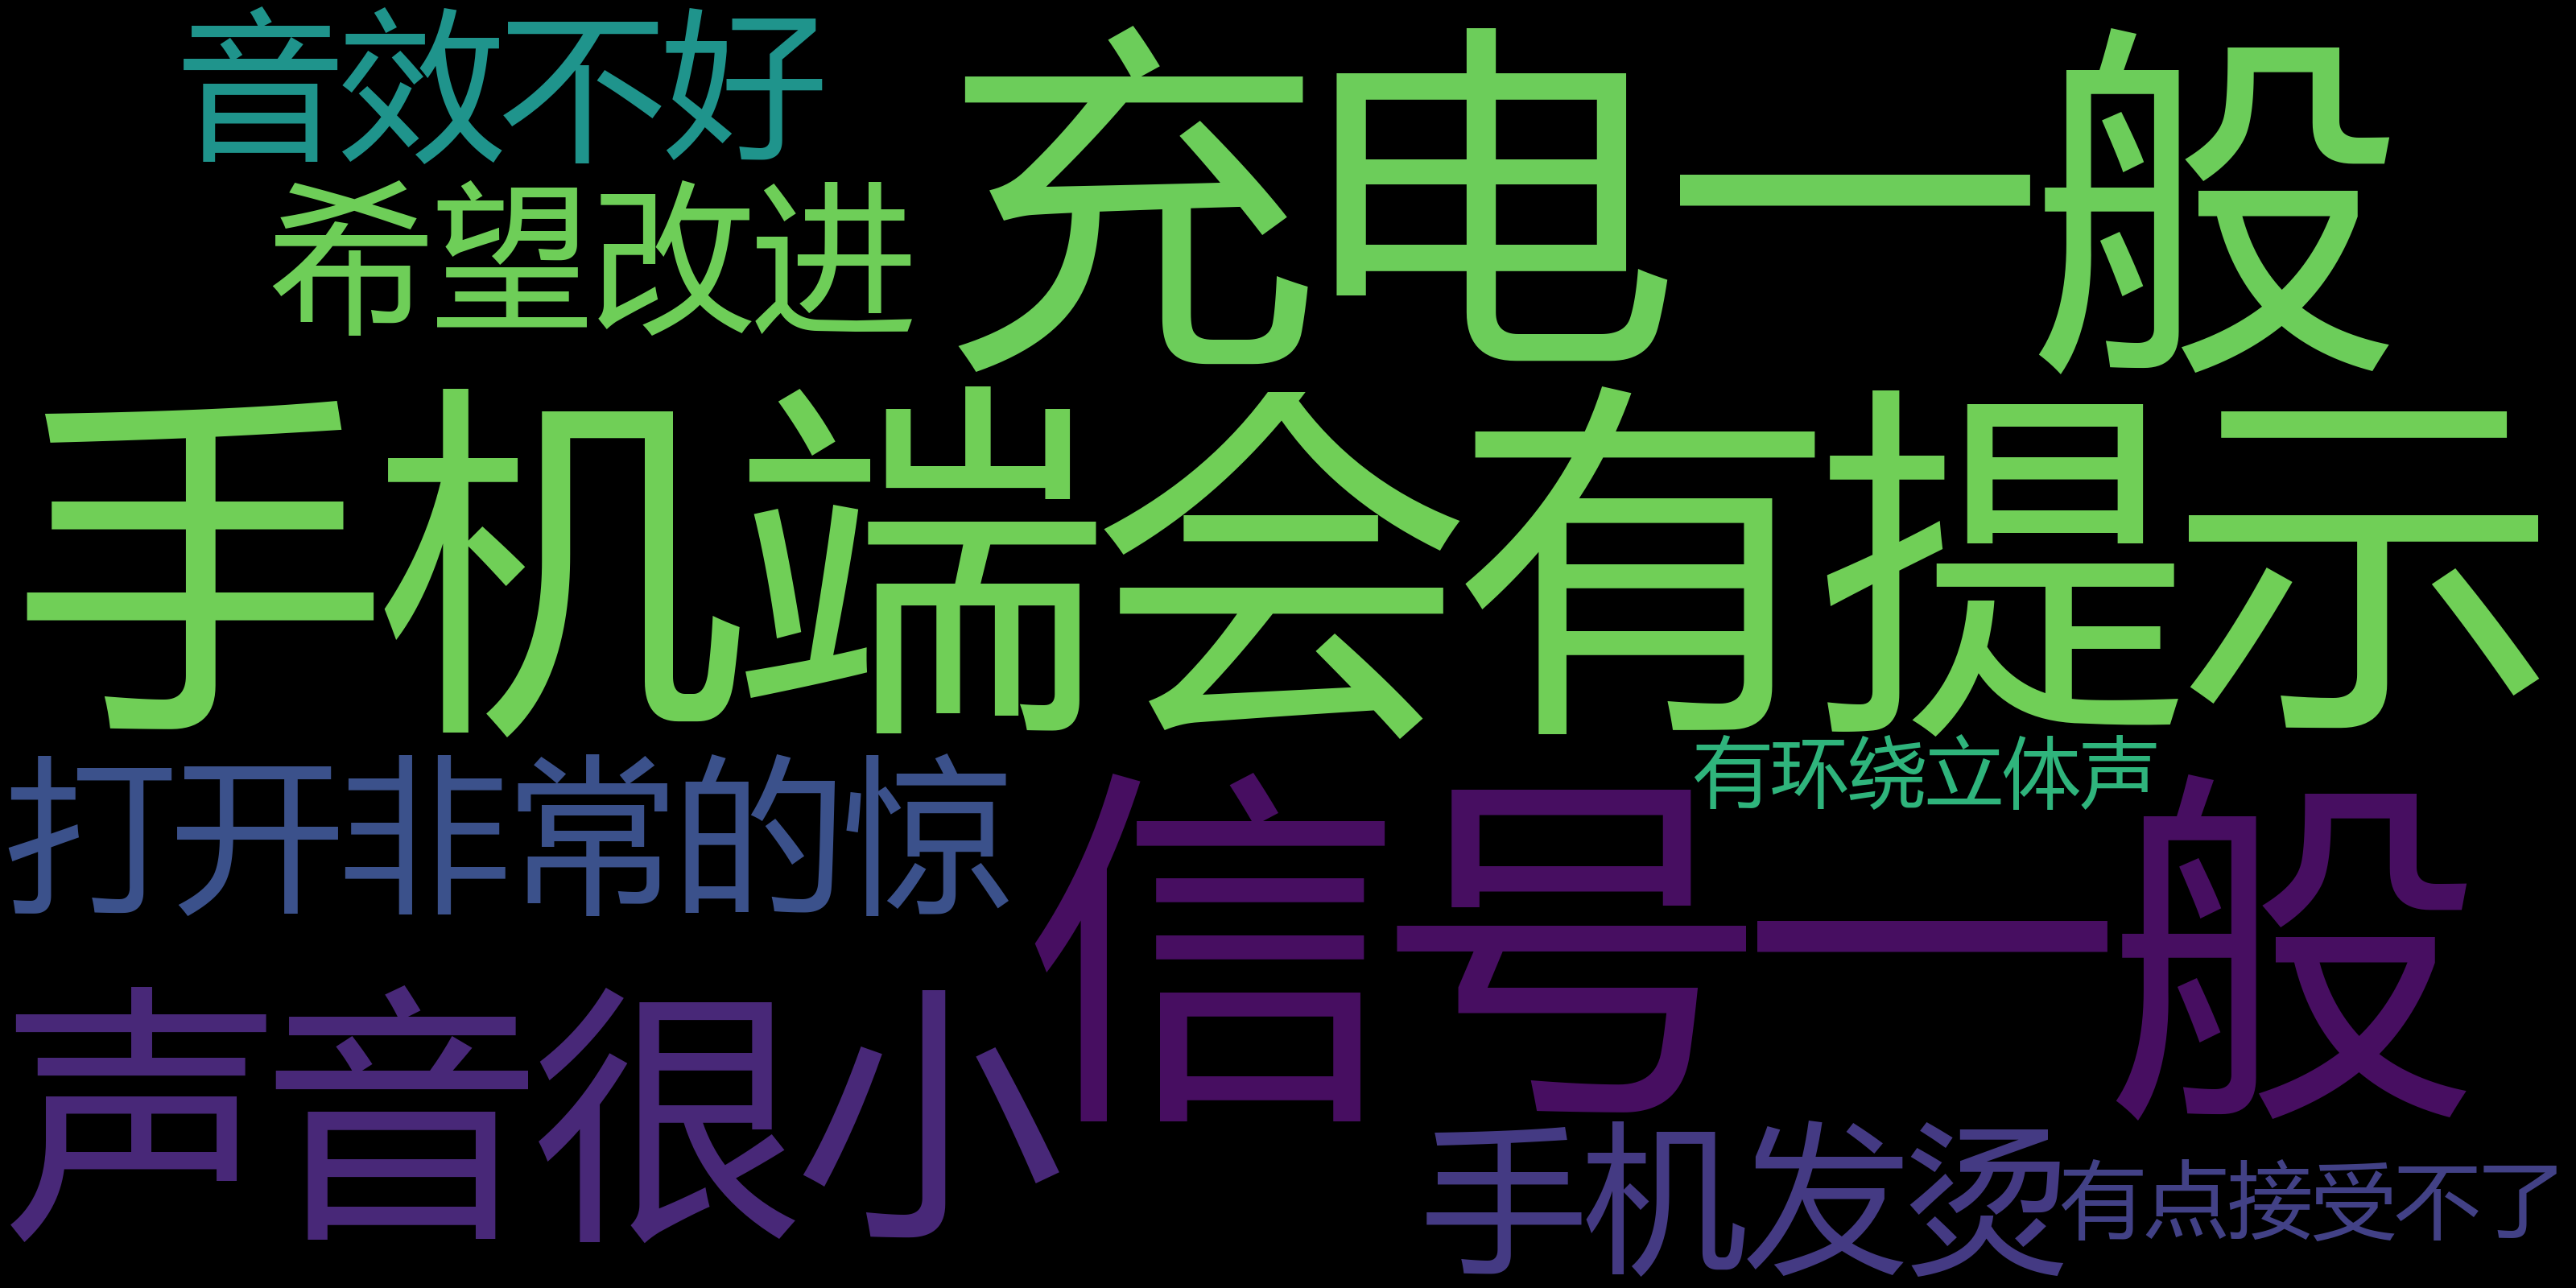 音效不好
充电一般
希望改进
手机端会有提示
有环绕立体声
打开非常的惊
信号一般
声音很小
手机发烫
有点接受不了